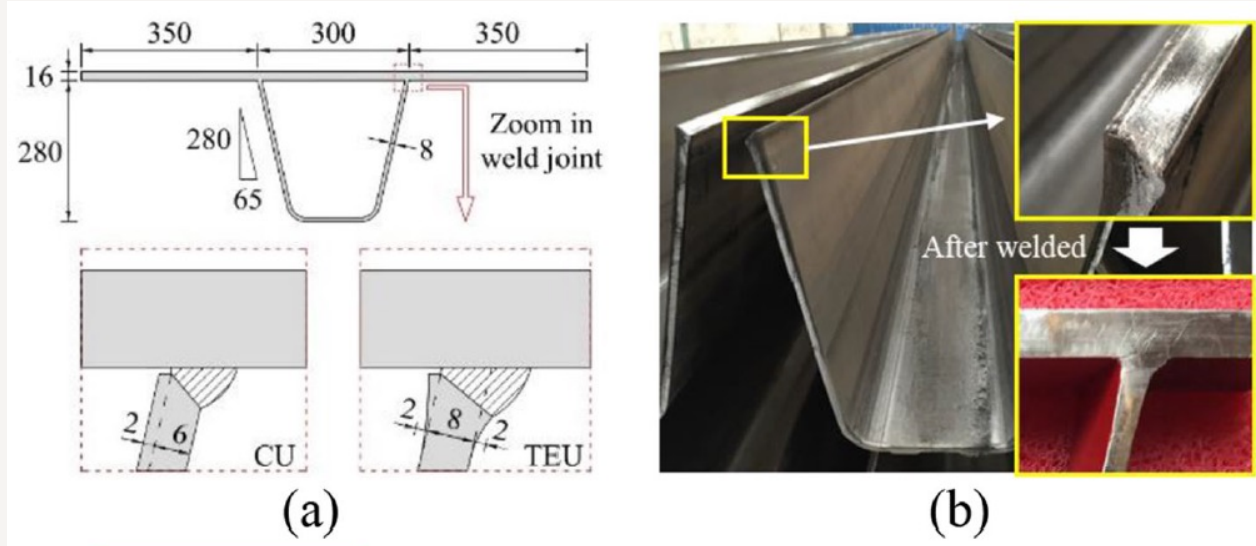 350 300 350
16
280
280
65
8
Zoom in
weld joint
2 6
CU
2 8 2
TEU
(a)
After welded
(b)